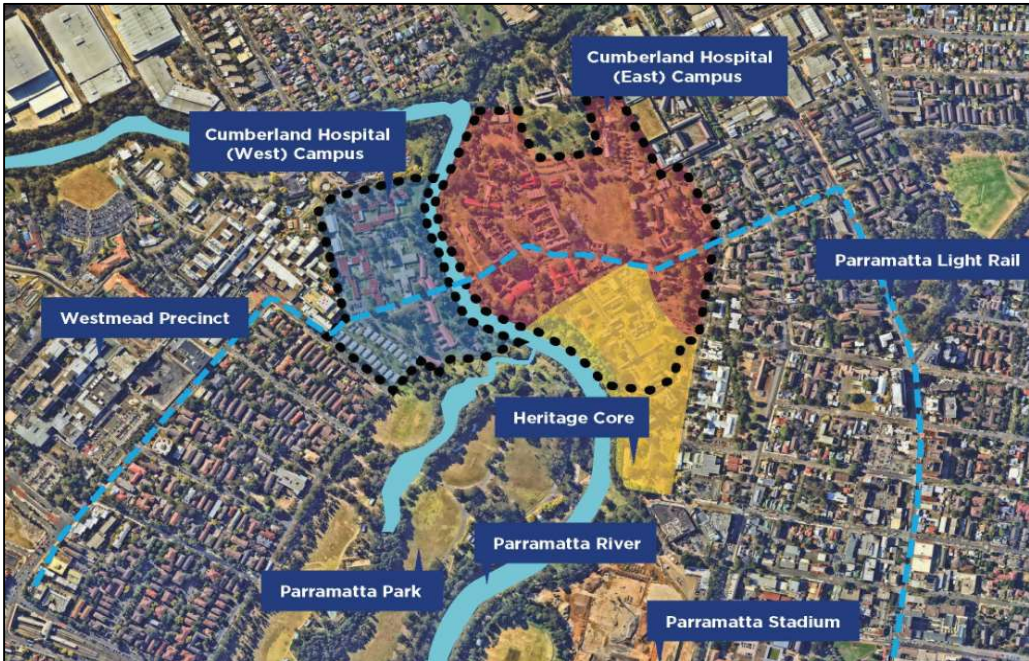 Cumberland Hospital
(East) Campus
Cumberland Hospital
(West) Campus
Parramatta Light Rail
Westmead Precinct
Heritage Core
Parramatta River
Parramatta Park
Parramatta Stadium